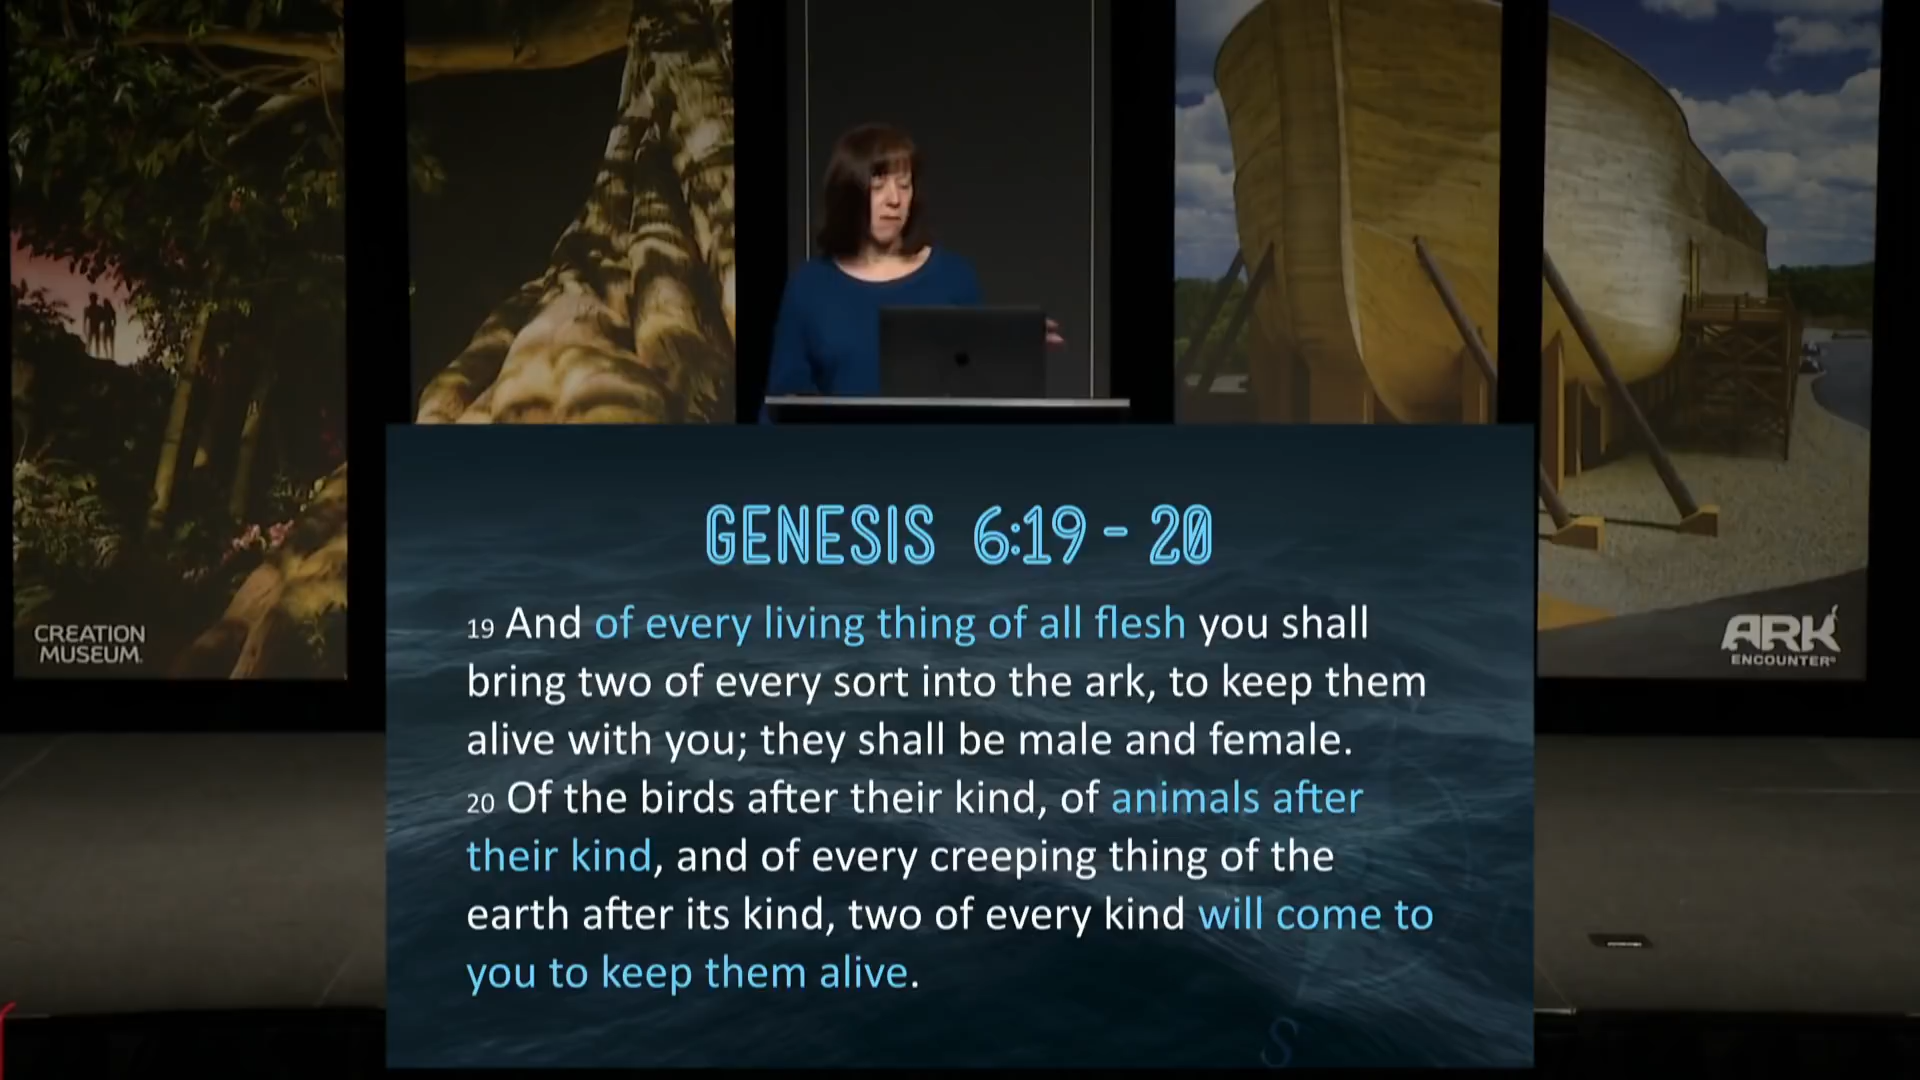 GENESIS 6:19 - 20
19 And of every living thing of all flesh you shall
bring two of every sort into the ark, to keep them
alive with you; they shall be male and female.
20 Of the birds after their kind, of animals after
their kind, and of every creeping thing of the
earth after its kind, two of every kind will come to
you to keep them alive.
CREATION
MUSEUM
ARK
ENCOUNTER